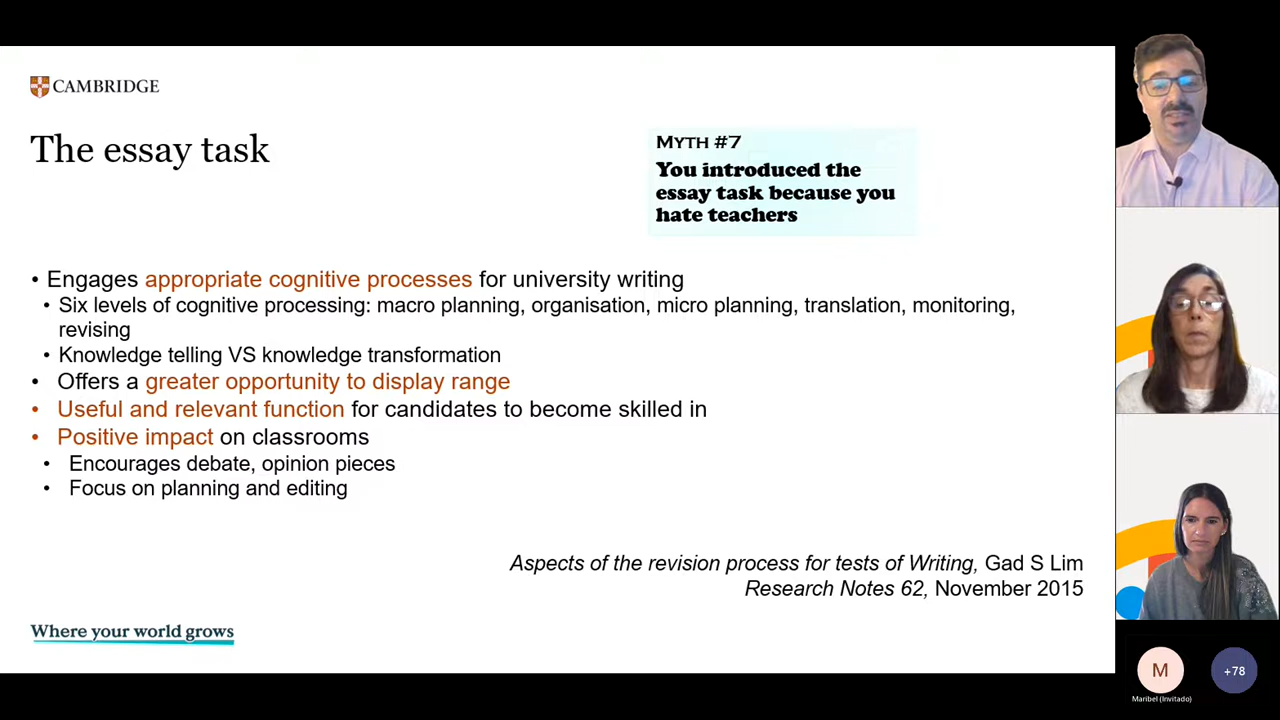 CAMBRIDGE
The essay task
MYTH #7
You introduced the
essay task because you
hate teachers
• Engages appropriate cognitive processes for university writing
• Six levels of cognitive processing: macro planning, organisation, micro planning, translation, monitoring,
revising
• Knowledge telling VS knowledge transformation
• Offers a greater opportunity to display range
• Useful and relevant function for candidates to become skilled in
• Positive impact on classrooms
• Encourages debate, opinion pieces
• Focus on planning and editing
Aspects of the revision process for tests of Writing, Gad S Lim
Research Notes 62, November 2015
Where your world grows
M
+78
Maribel (Invitado)